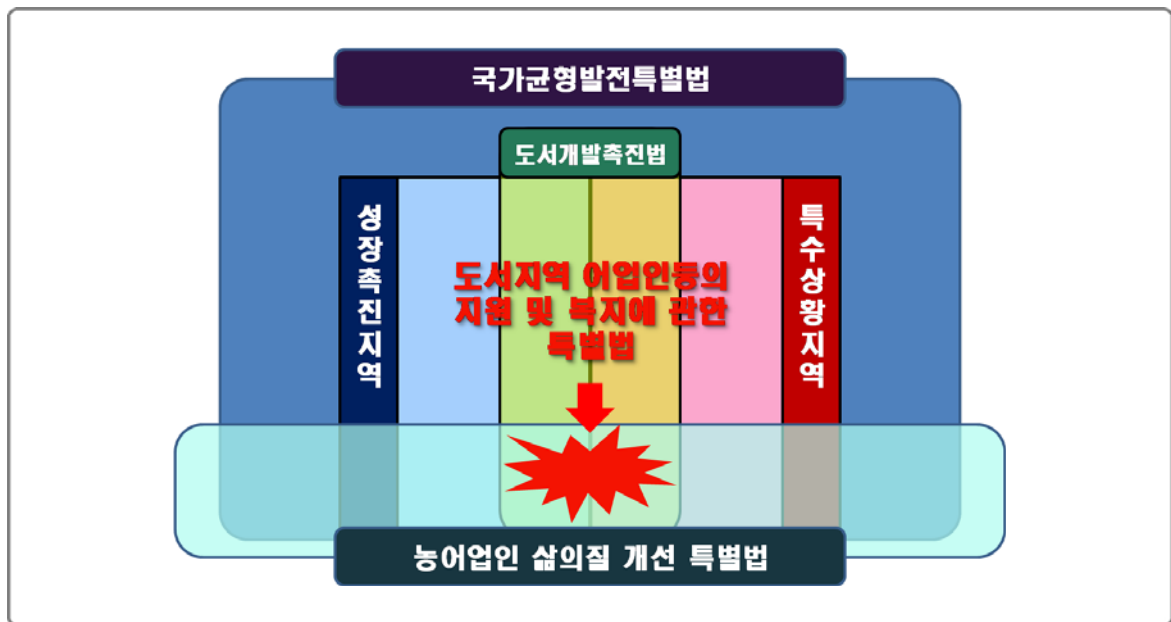 국가균형발전특별법
도서개발촉진법
성장촉진지역
도서지역 어업인등의
지원 및 복지에 관한
특별법
특수상황지역
농어업인 삶의질 개선 특별법